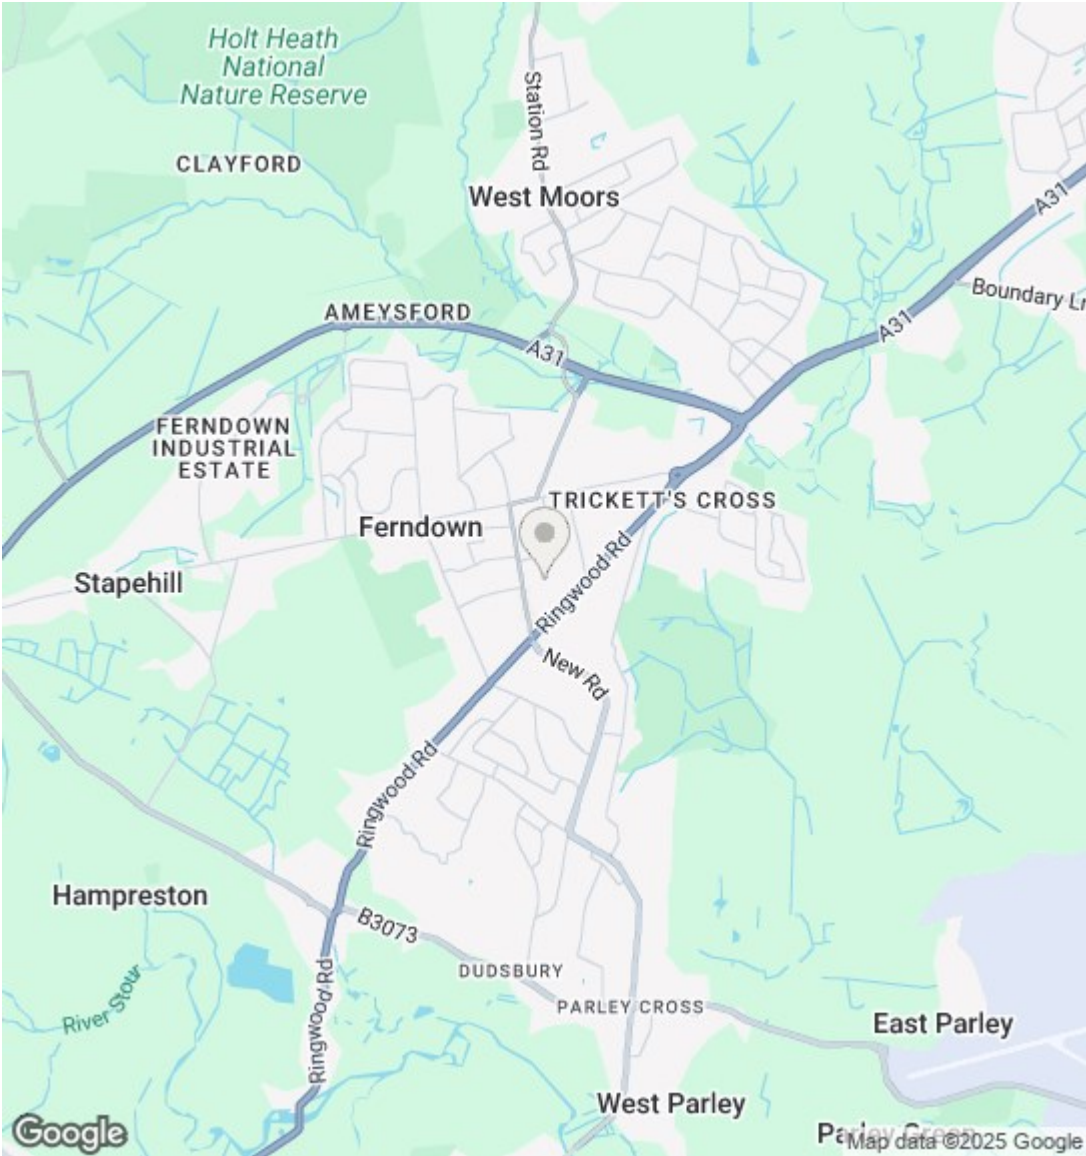 Holt Heath
National
Nature Reserve
Station Rd
CLAYFORD
West Moors
A31
Boundary Ln
AMEYSFORD
A31
A31
FERNDOWN
INDUSTRIAL
ESTATE
TRICKETT'S CROSS
Ferndown
Ringwood Rd
Stapehill
New Rd
Ringwood Rd
Hampreston
B3073
DUDSBURY
Ringwood Rd
River Stour
PARLEY CROSS
East Parley
West Parley
Parley Green
Google
Map data ©2025 Google